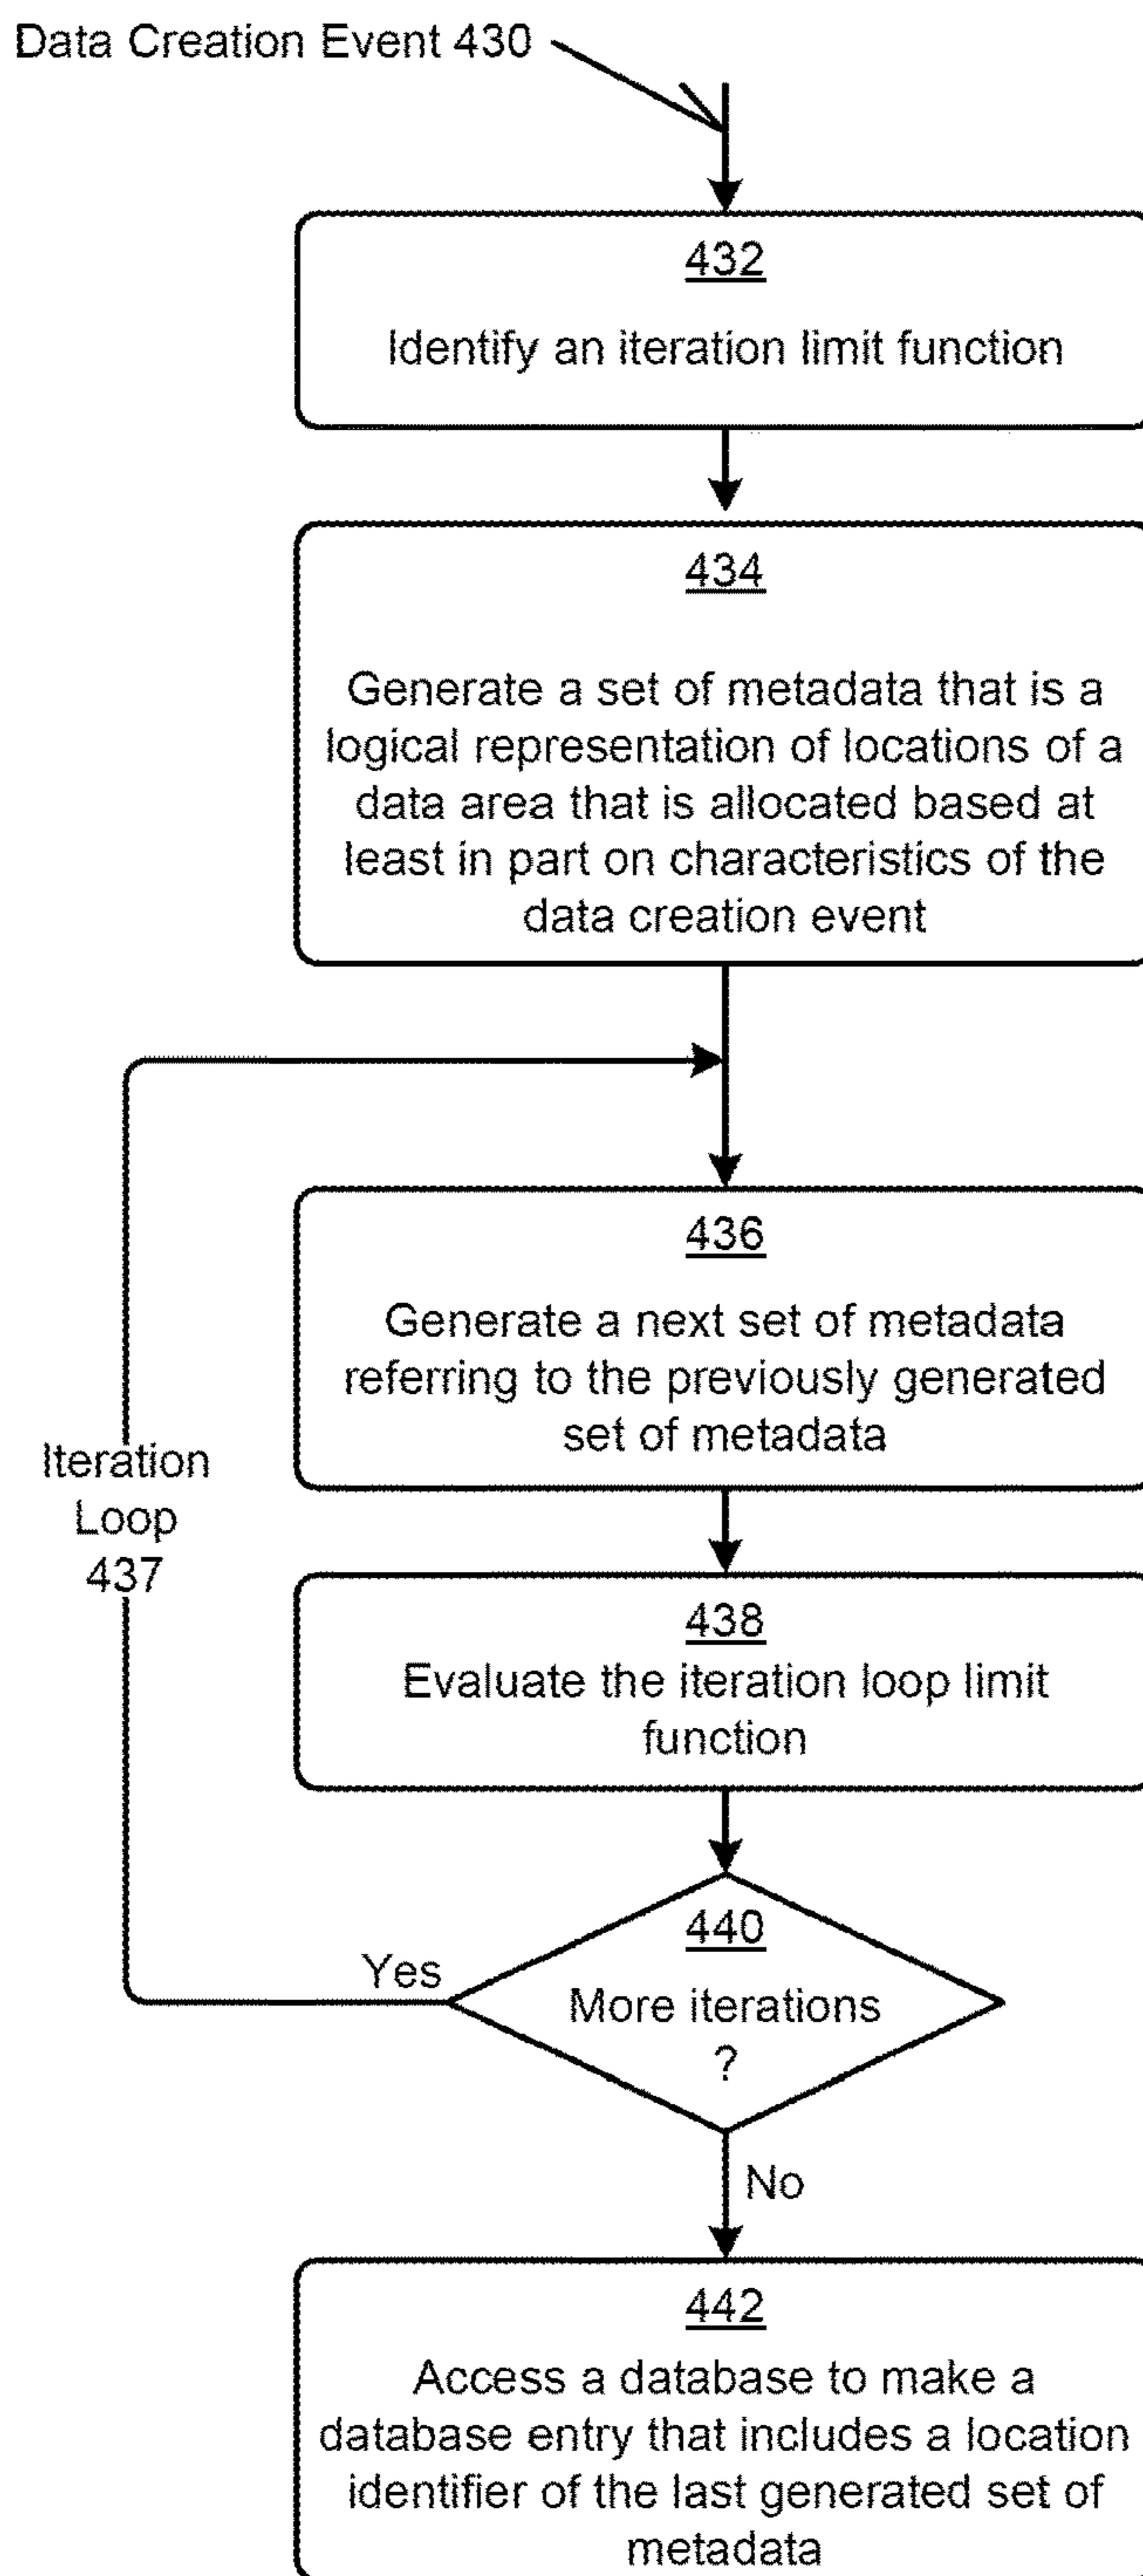 Data Creation Event 430
432
Identify an iteration limit function
434
Generate a set of metadata that is a
logical representation of locations of a
data area that is allocated based at
least in part on characteristics of the
data creation event
436
Generate a next set of metadata
referring to the previously generated
set of metadata
Iteration
Loop
437
438
Evaluate the iteration loop limit
function
440
Yes
More iterations
?
No
442
Access a database to make a
database entry that includes a location
identifier of the last generated set of
metadata